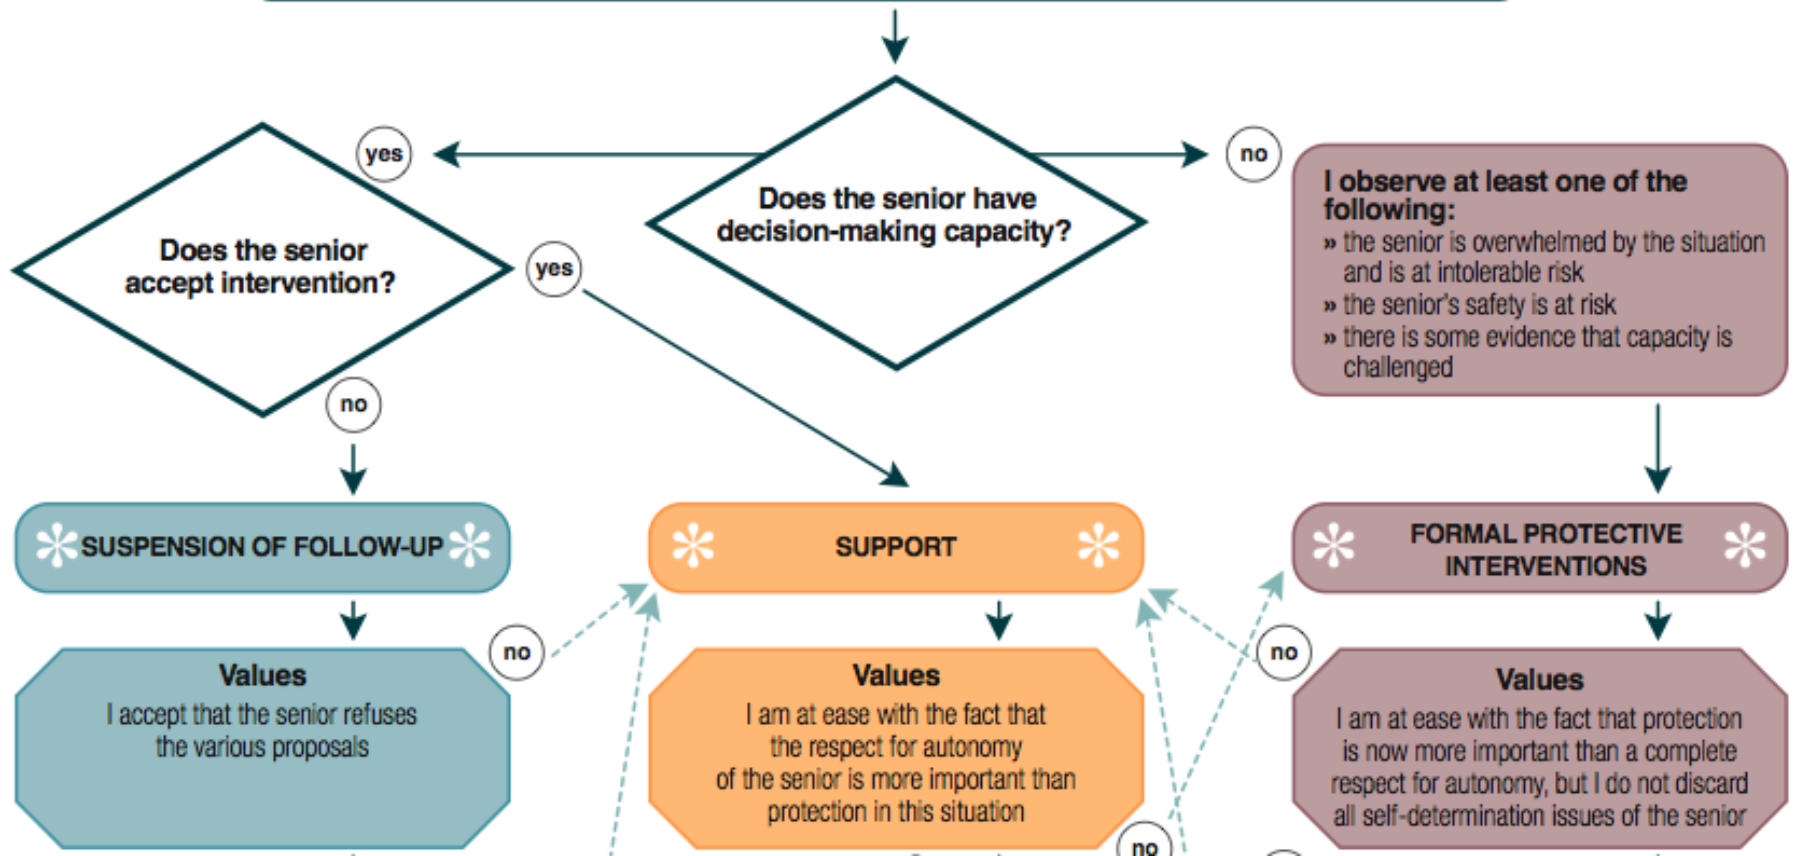 yes
no
Does the senior have
decision-making capacity?
Does the senior
accept intervention?
yes
no
I observe at least one of the
following:
» the senior is overwhelmed by the situation
and is at intolerable risk
» the senior's safety is at risk
» there is some evidence that capacity is
challenged
SUSPENSION OF FOLLOW-UP
SUPPORT
FORMAL PROTECTIVE
INTERVENTIONS
no
no
Values
I accept that the senior refuses
the various proposals
Values
I am at ease with the fact that
the respect for autonomy
of the senior is more important than
protection in this situation
no
Values
I am at ease with the fact that protection
is now more important than a complete
respect for autonomy, but I do not discard
all self-determination issues of the senior